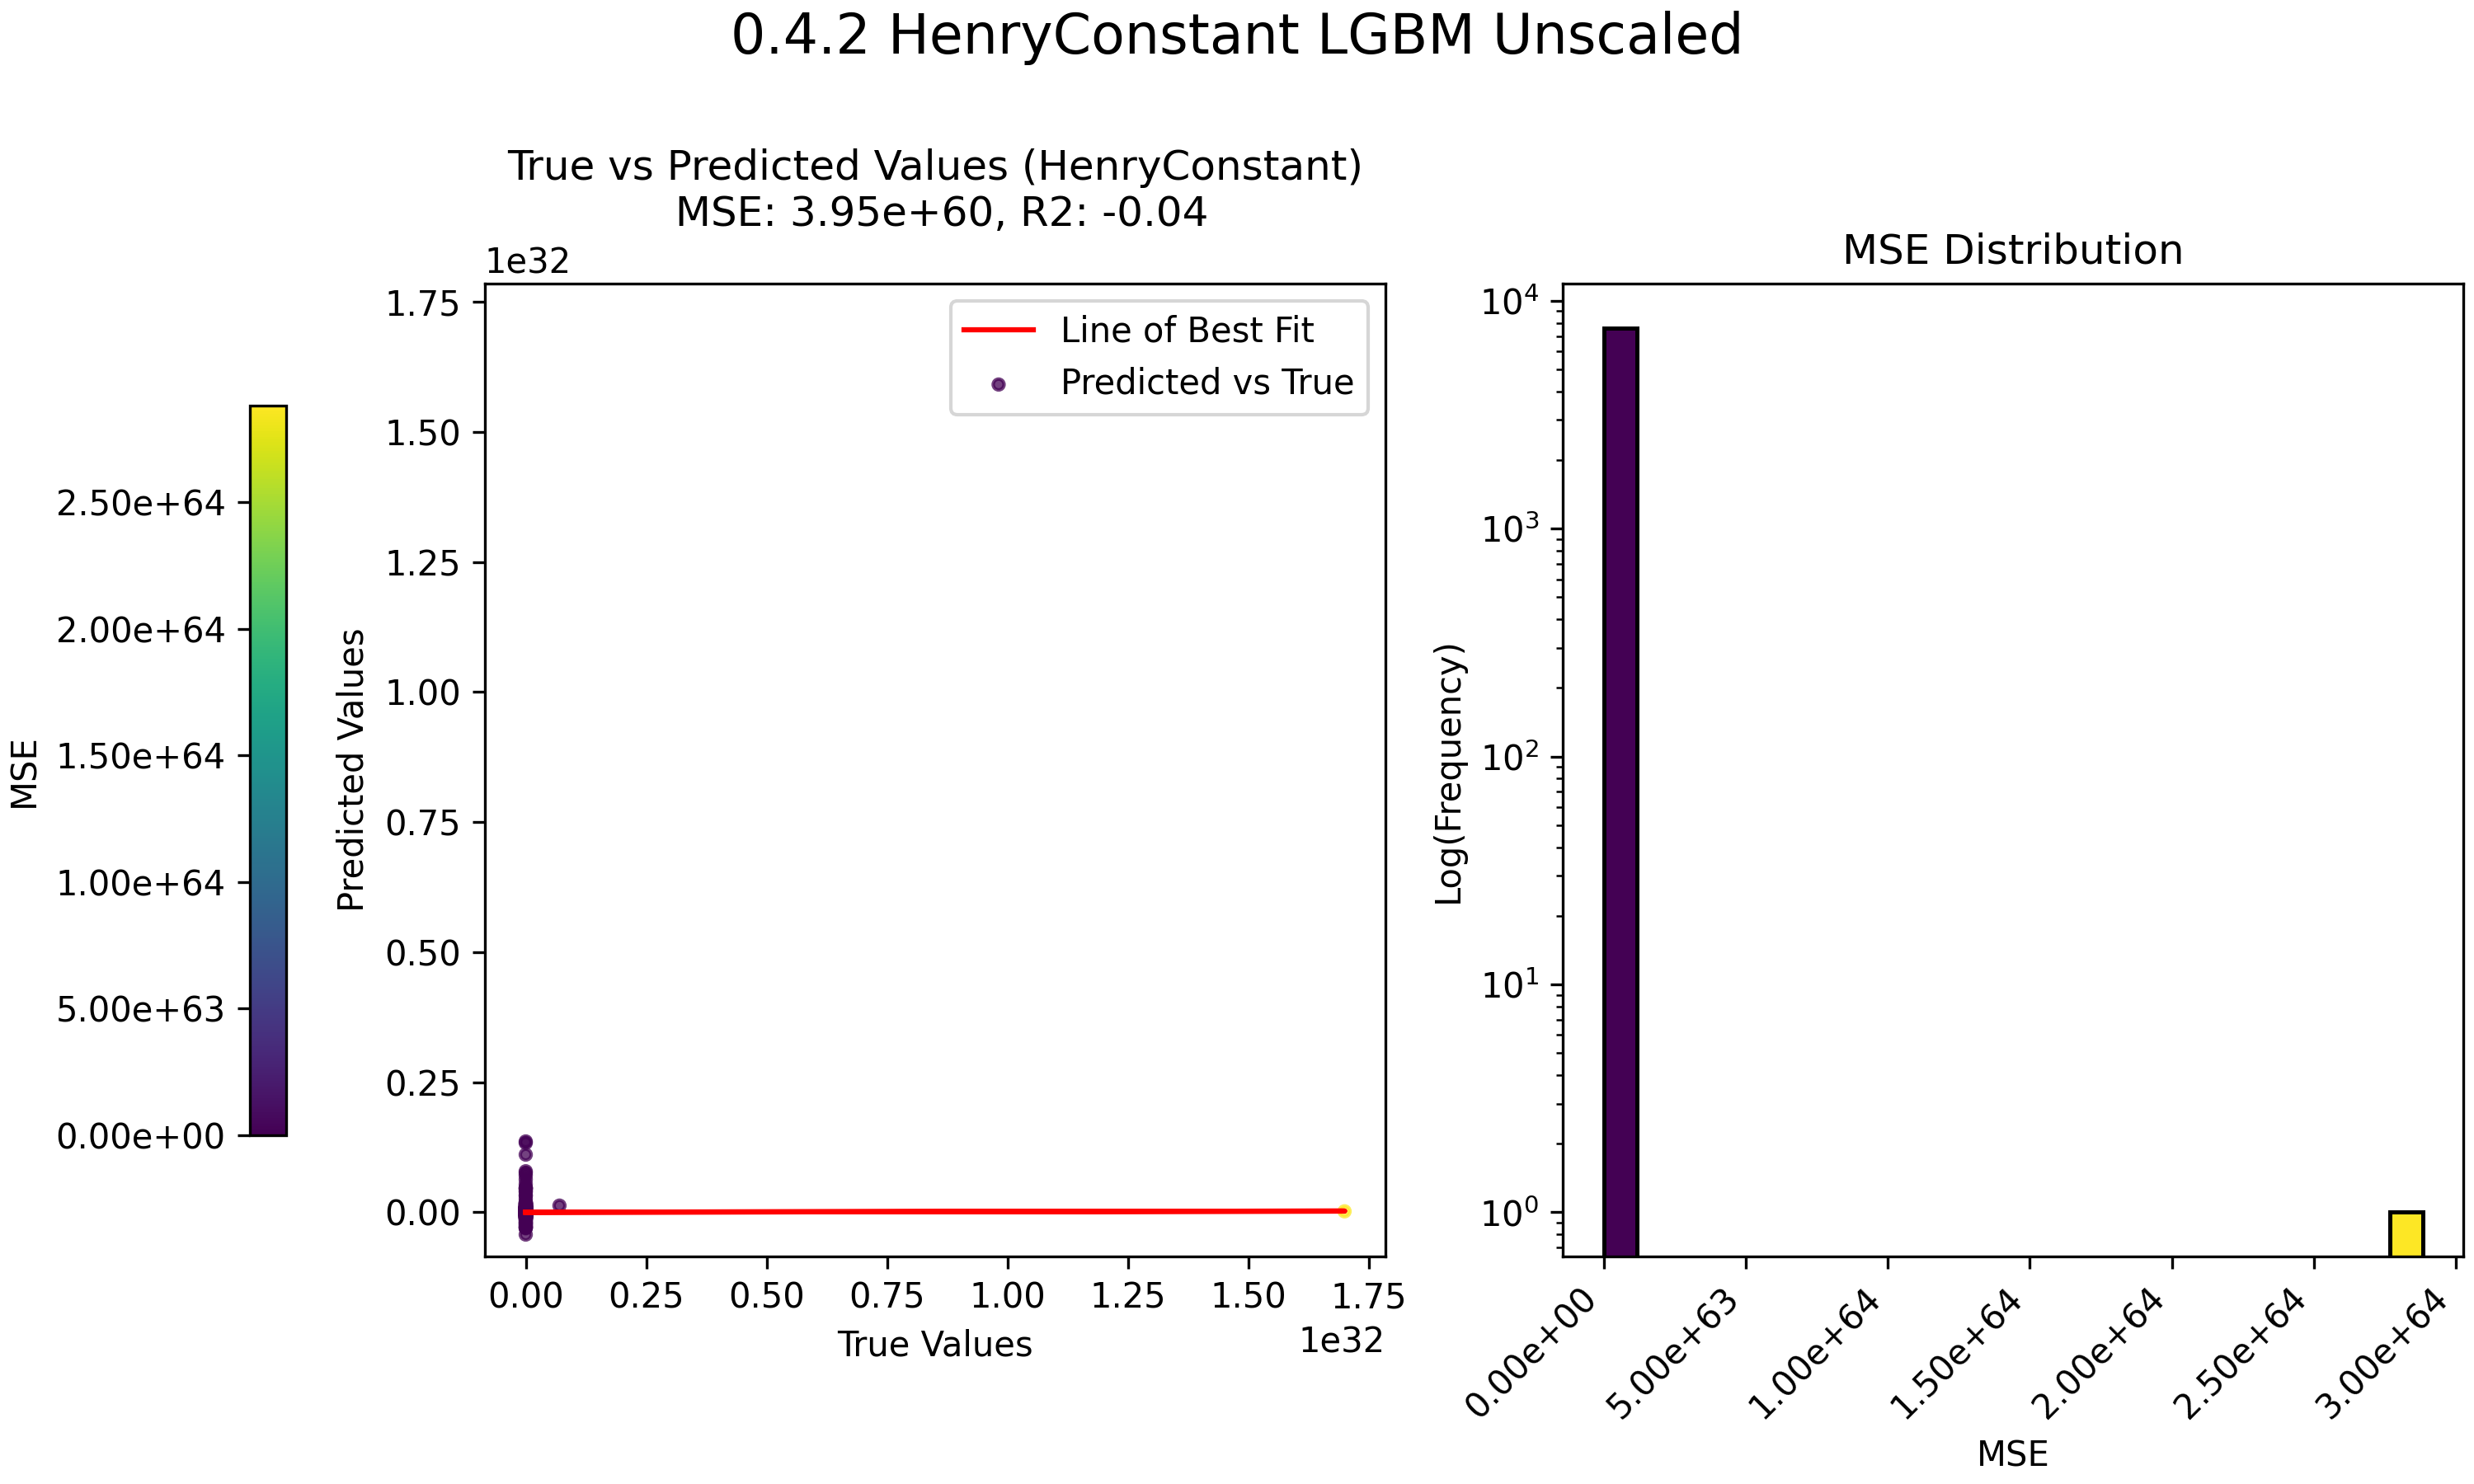 0.4.2 HenryConstant LGBM Unscaled
MSE
2.50e+64
2.00e+64
1.50e+64
1.00e+64
5.00e+63
0.00e+00
True vs Predicted Values (HenryConstant)
MSE: 3.95e+60, R2: -0.04
1e32
Predicted Values
1.75
1.50
1.25
1.00
0.75
0.50
0.25
0.00
Line of Best Fit
Predicted vs True
0.00 0.25 0.50 0.75 1.00 1.25 1.50 1.75
1e32
True Values
MSE Distribution
Log(Frequency)
10⁴
10³
10²
10¹
10⁰
0.00e+00 5.00e+63 1.00e+64 1.50e+64 2.00e+64 2.50e+64 3.00e+64
MSE